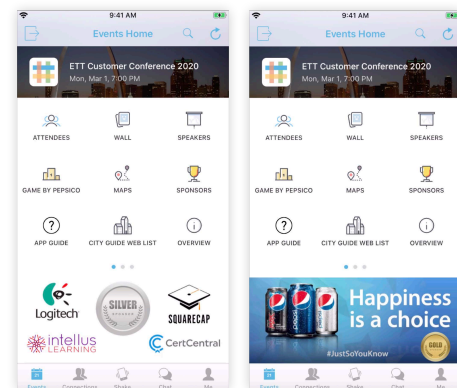 9:41 AM
Events Home
ETT Customer Conference 2020
Mon, Mar 1, 7:00 PM
ATTENDEES
WALL
SPEAKERS
GAME BY PEPSICO
MAPS
SPONSORS
APP GUIDE
CITY GUIDE WEB LIST
OVERVIEW
Logitech
SILVER
SPONSOR
SQUARECAP
intellus
LEARNING
CertCentral
Events
Connections
Shake
Chat
Me
9:41 AM
Events Home
ETT Customer Conference 2020
Mon, Mar 1, 7:00 PM
ATTENDEES
WALL
SPEAKERS
GAME BY PEPSICO
MAPS
SPONSORS
APP GUIDE
CITY GUIDE WEB LIST
OVERVIEW
Happiness
is a choice
pepsi
#JustSoYouKnow
GOLD
Events
Connections
Shake
Chat
Me